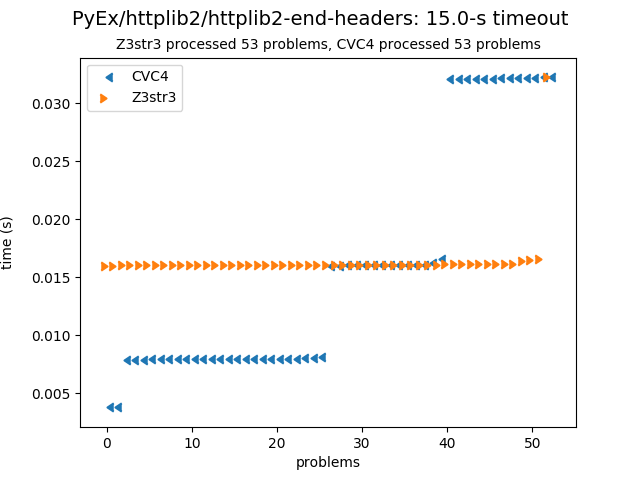 PyEx/httplib2/httplib2-end-headers: 15.0-s timeout
Z3str3 processed 53 problems, CVC4 processed 53 problems
CVC4
Z3str3
0.030
0.025
0.020
0.015
0.010
0.005
time (s)
0 10 20 30 40 50
problems